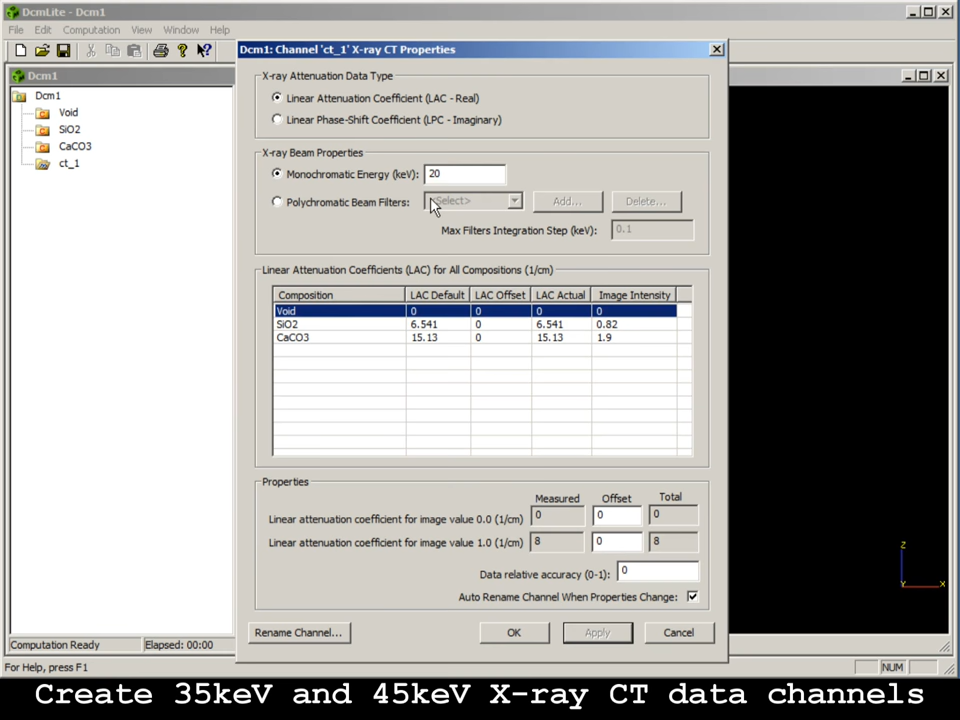 DcmLite - Dcm1
File Edit Computation View Window Help
Dcm1
Dcm1
Void
SiO2
CaCO3
ct_1
Dcm1: Channel 'ct_1' X-ray CT Properties
X-ray Attenuation Data Type
Linear Attenuation Coefficient (LAC - Real)
Linear Phase-Shift Coefficient (LPC - Imaginary)
X-ray Beam Properties
Monochromatic Energy (keV): 20
Polychromatic Beam Filters: <Select> Add... Delete...
Max Filters Integration Step (keV): 0.1
Linear Attenuation Coefficients (LAC) for All Compositions (1/cm)
Composition LAC Default LAC Offset LAC Actual Image Intensity
Void 0 0 0 0
SiO2 6.541 0 6.541 0.82
CaCO3 15.13 0 15.13 1.9
Properties
Measured Offset Total
Linear attenuation coefficient for image value 0.0 (1/cm) 0 0 0
Linear attenuation coefficient for image value 1.0 (1/cm) 8 0 8
Data relative accuracy (0-1): 0
Auto Rename Channel When Properties Change:
Rename Channel... OK Apply Cancel
Z
Y X
Computation Ready Elapsed: 00:00
For Help, press F1 NUM
Create 35keV and 45keV X-ray CT data channels